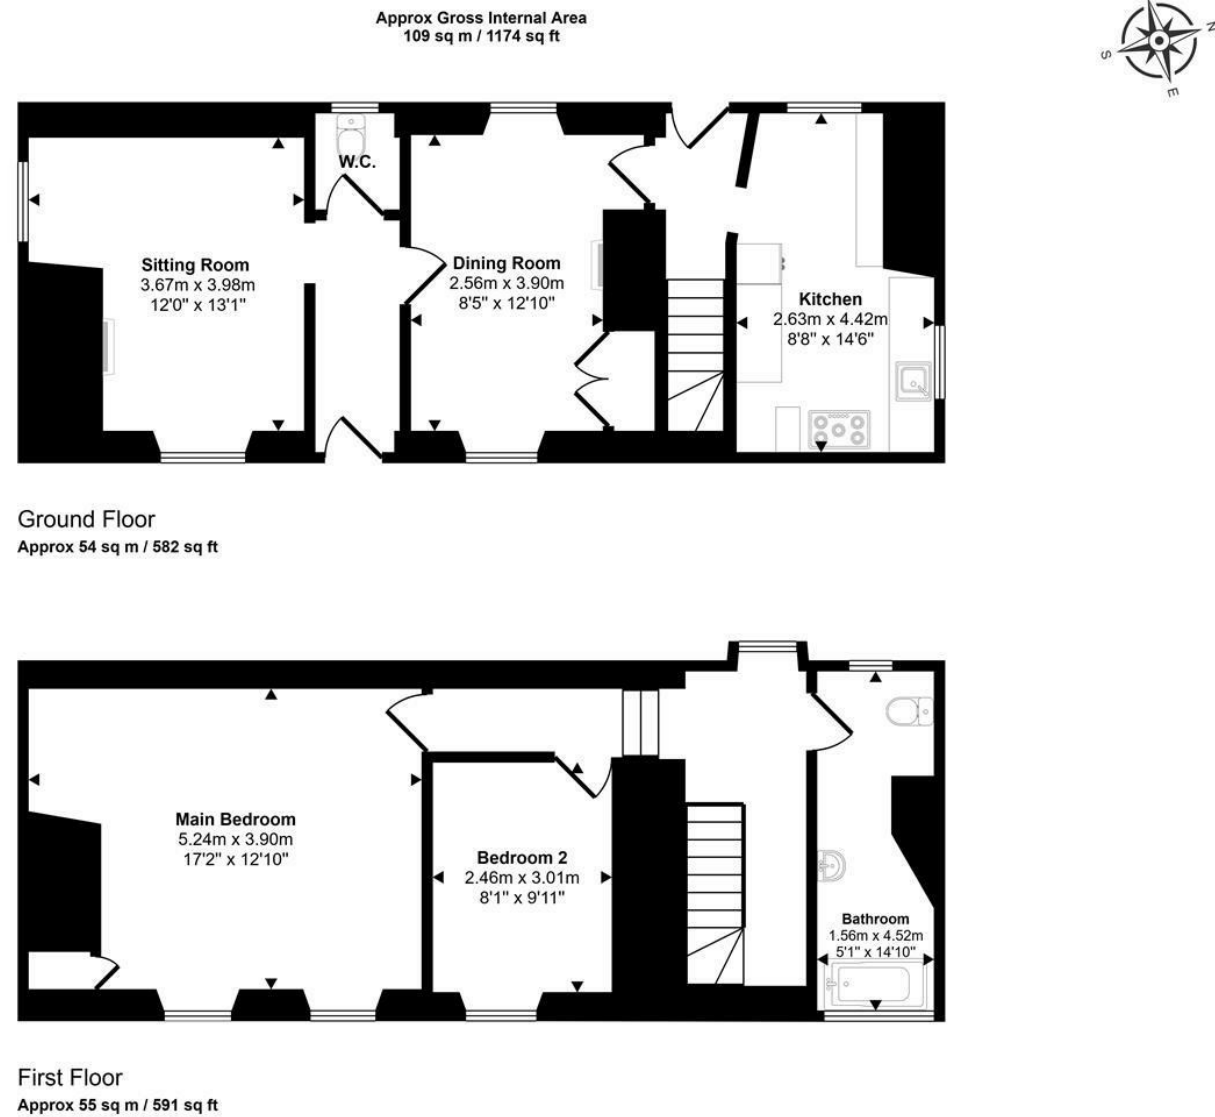 Approx Gross Internal Area
109 sq m / 1174 sq ft
N
S
E
W.C.
Sitting Room
3.67m x 3.98m
12'0" x 13'1"
Dining Room
2.56m x 3.90m
8'5" x 12'10"
Kitchen
2.63m x 4.42m
8'8" x 14'6"
Ground Floor
Approx 54 sq m / 582 sq ft
Main Bedroom
5.24m x 3.90m
17'2" x 12'10"
Bedroom 2
2.46m x 3.01m
8'1" x 9'11"
Bathroom
1.56m x 4.52m
5'1" x 14'10"
First Floor
Approx 55 sq m / 591 sq ft